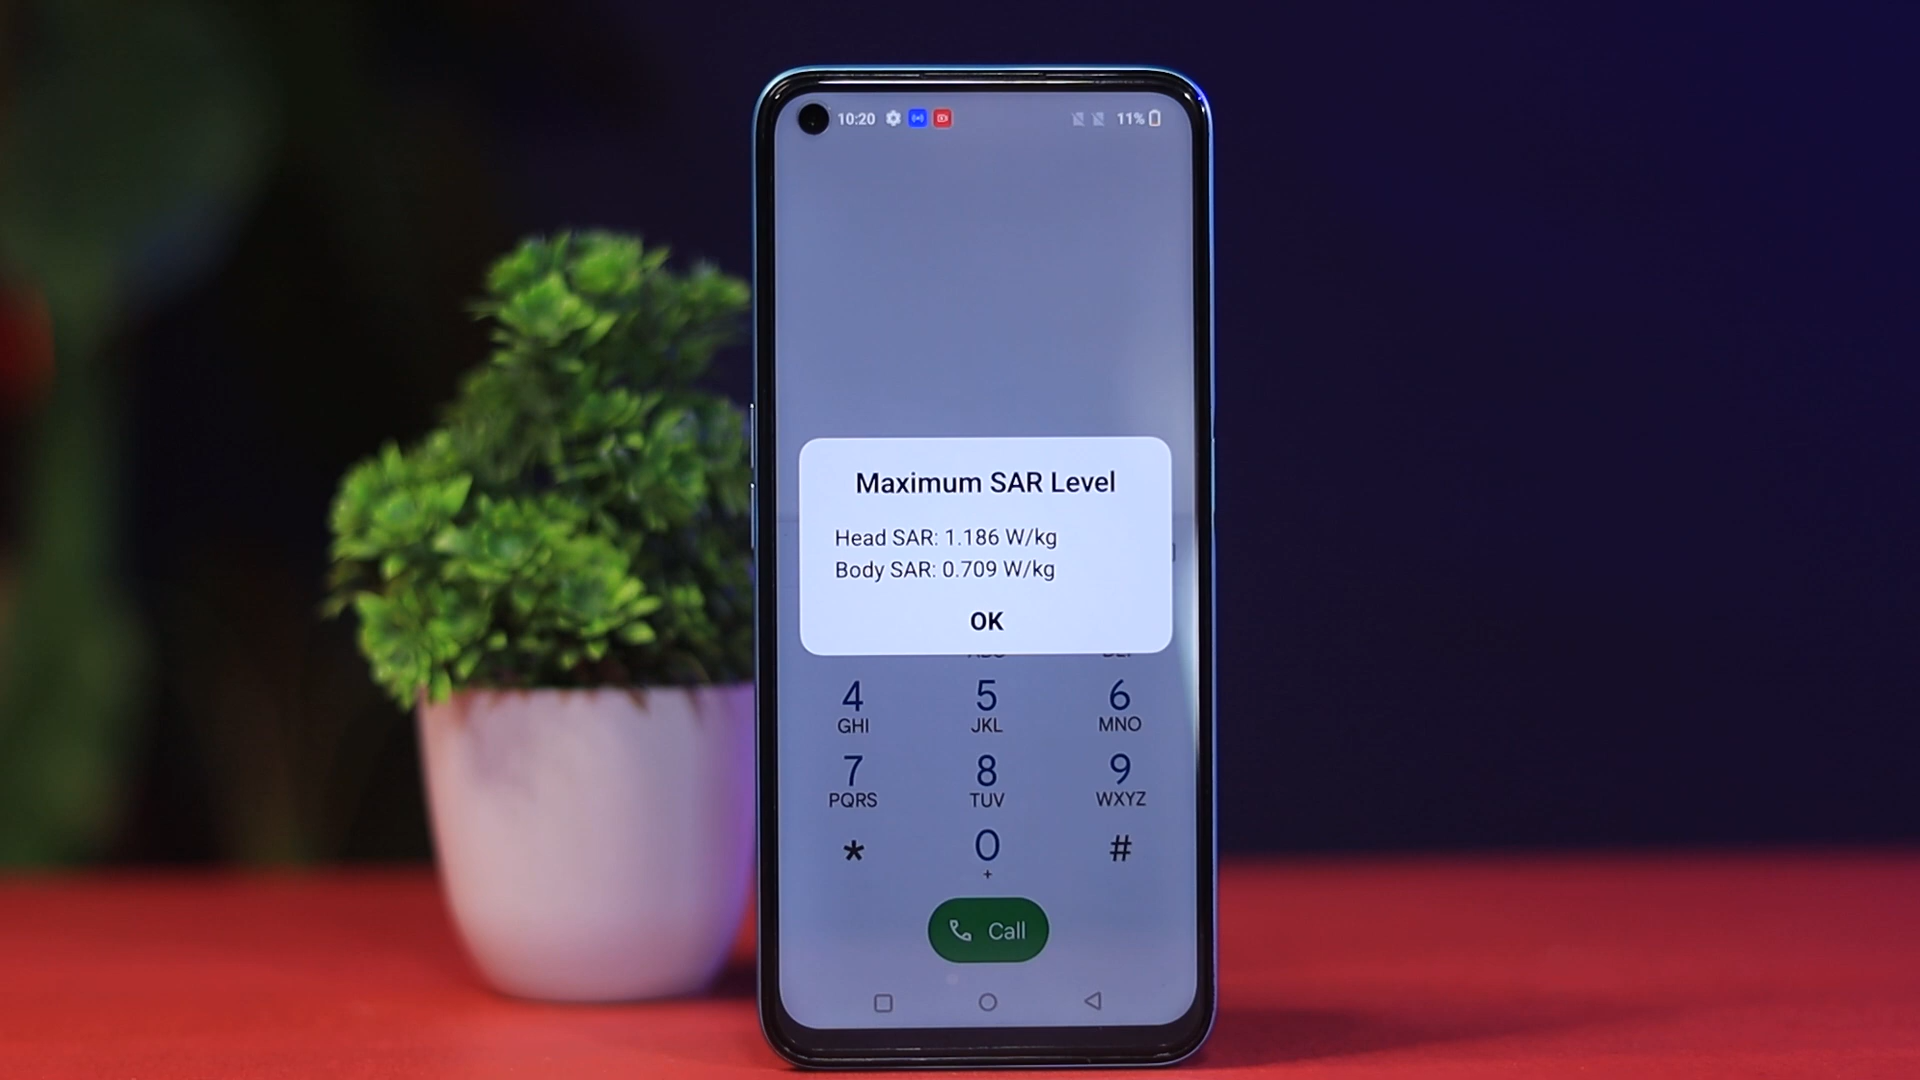 10:20 11%
Maximum SAR Level
Head SAR: 1.186 W/kg
Body SAR: 0.709 W/kg
OK
4 5 6
GHI JKL MNO
7 8 9
PQRS TUV WXYZ
* 0 #
+
Call